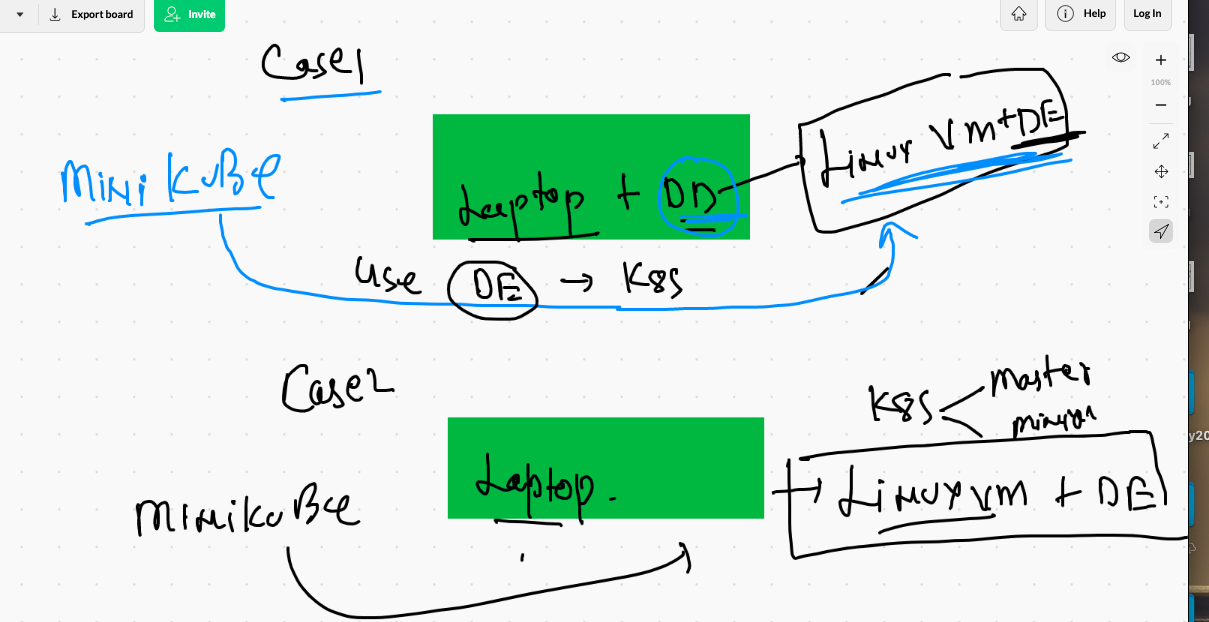 Export board
Invite
Help
Log In
100%
Case1
MINIKUBE
Laptop + DD
Linux Vm+DE
use DE → K8S
Case2
K8S
Master
minion
Laptop.
Linux vm + DE
MINIKUBE
y20